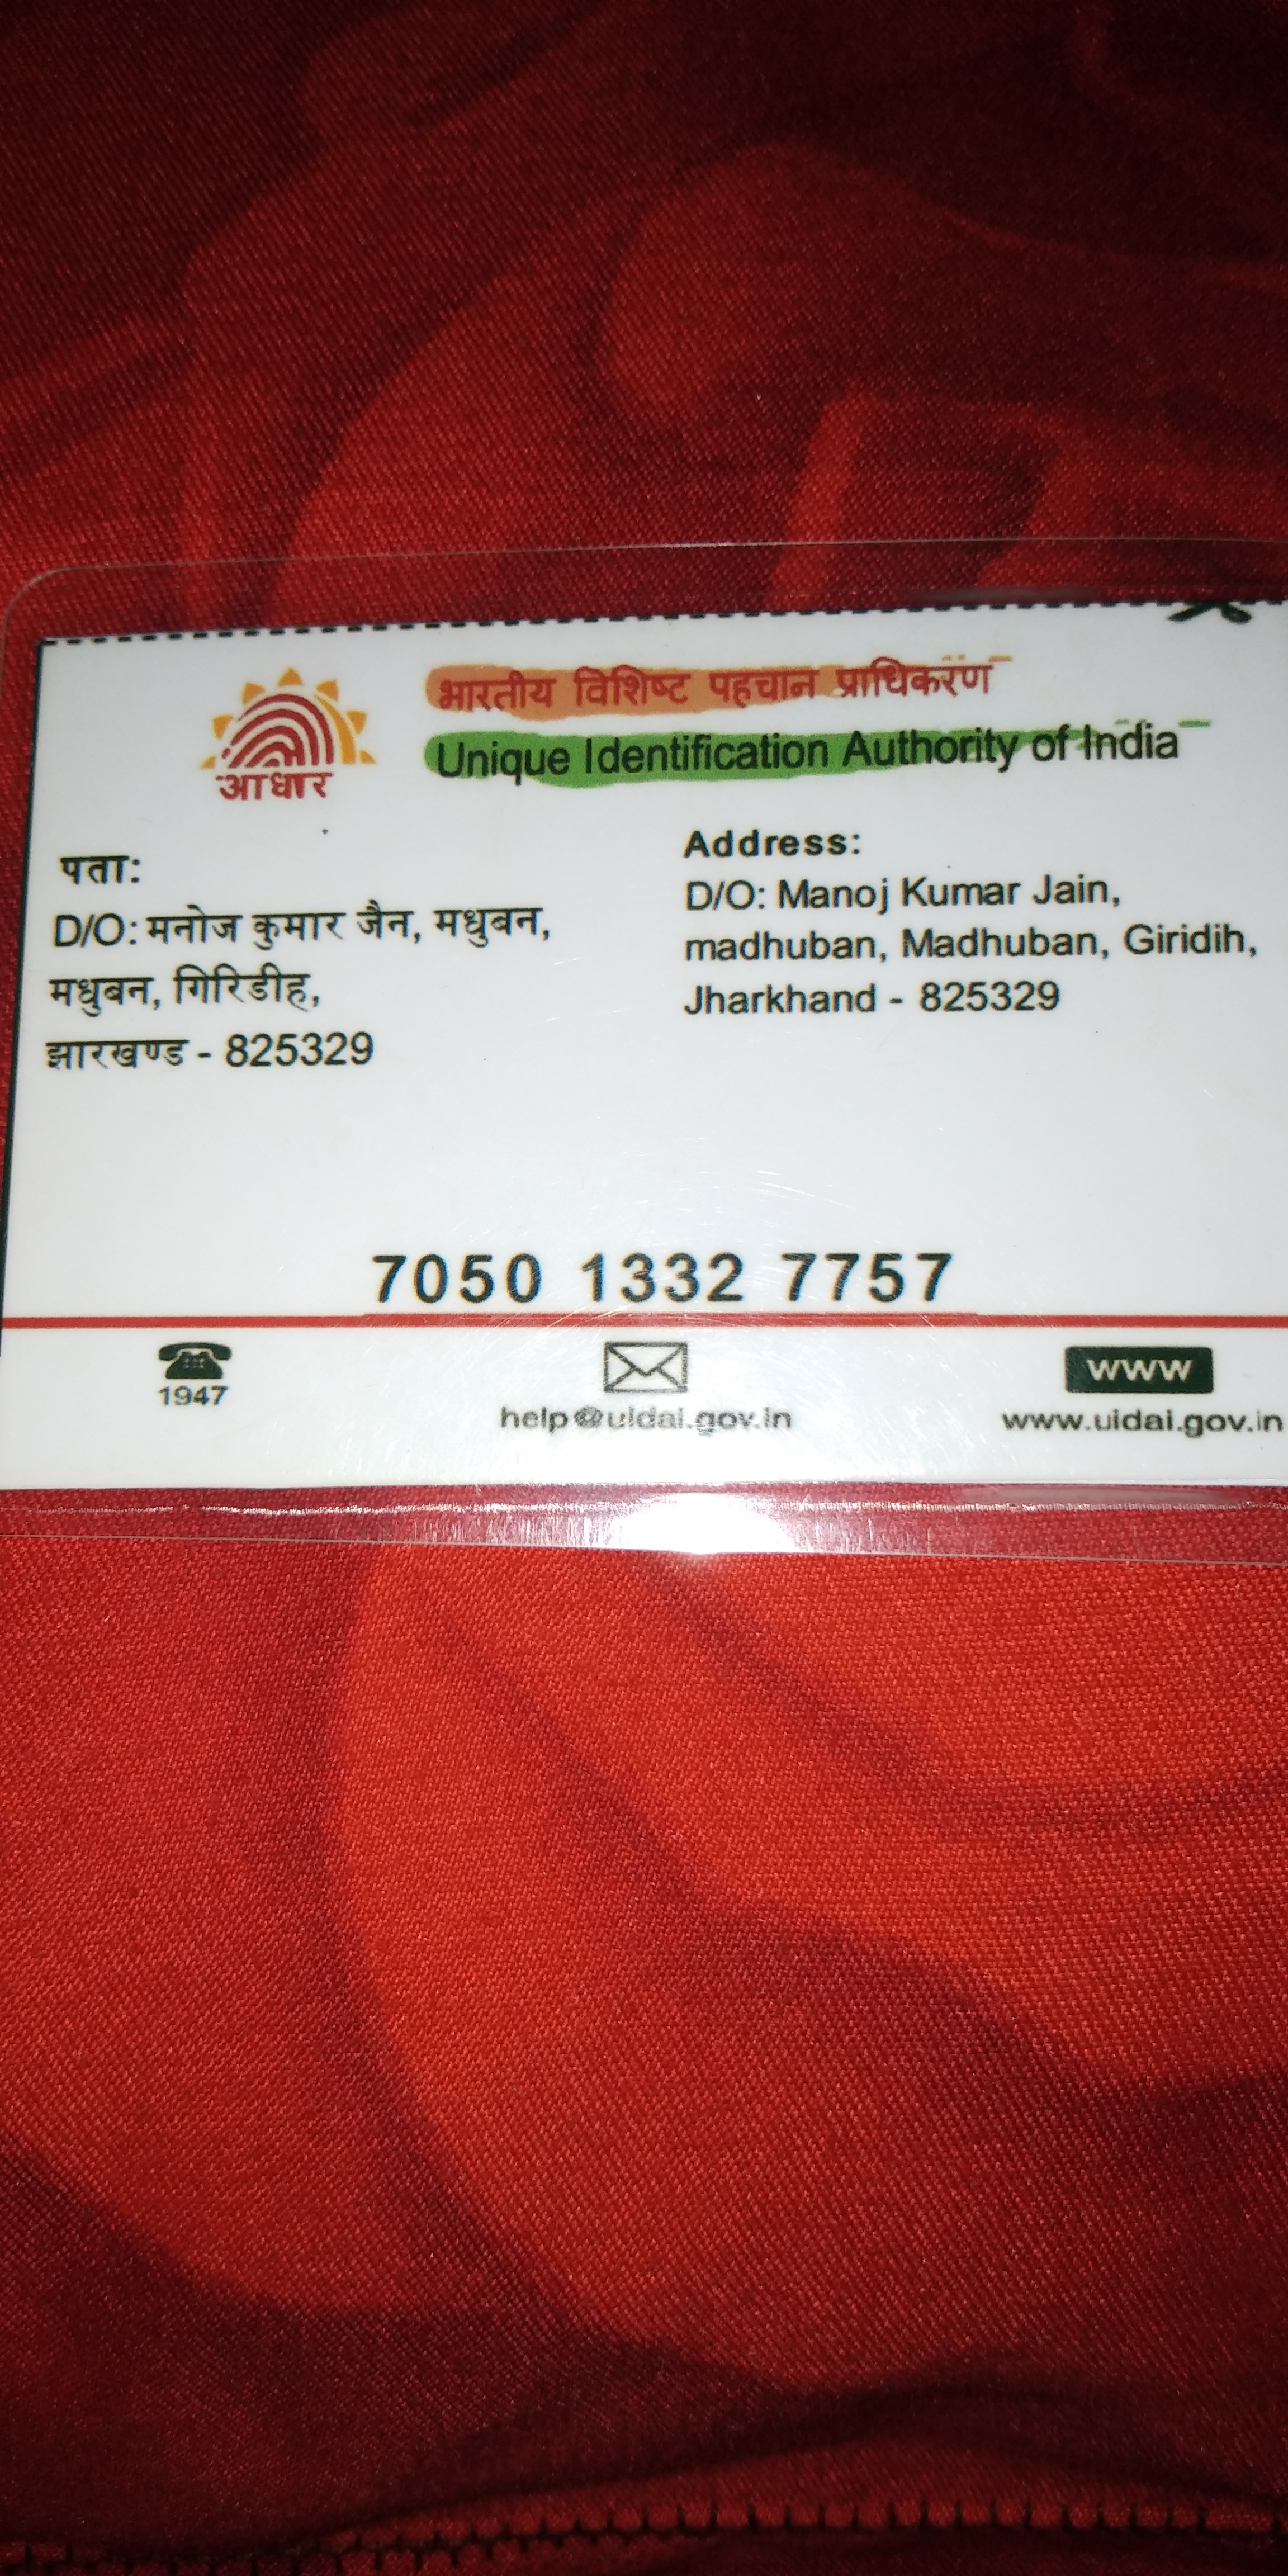 आधार
भारतीय विशिष्ट पहचान प्राधिकरण
Unique Identification Authority of India
पता:
D/O: मनोज कुमार जैन, मधुबन,
मधुबन, गिरिडीह,
झारखण्ड - 825329
Address:
D/O: Manoj Kumar Jain,
madhuban, Madhuban, Giridih,
Jharkhand - 825329
7050 1332 7757
1947
help@uidai.gov.in
www
www.uidai.gov.in